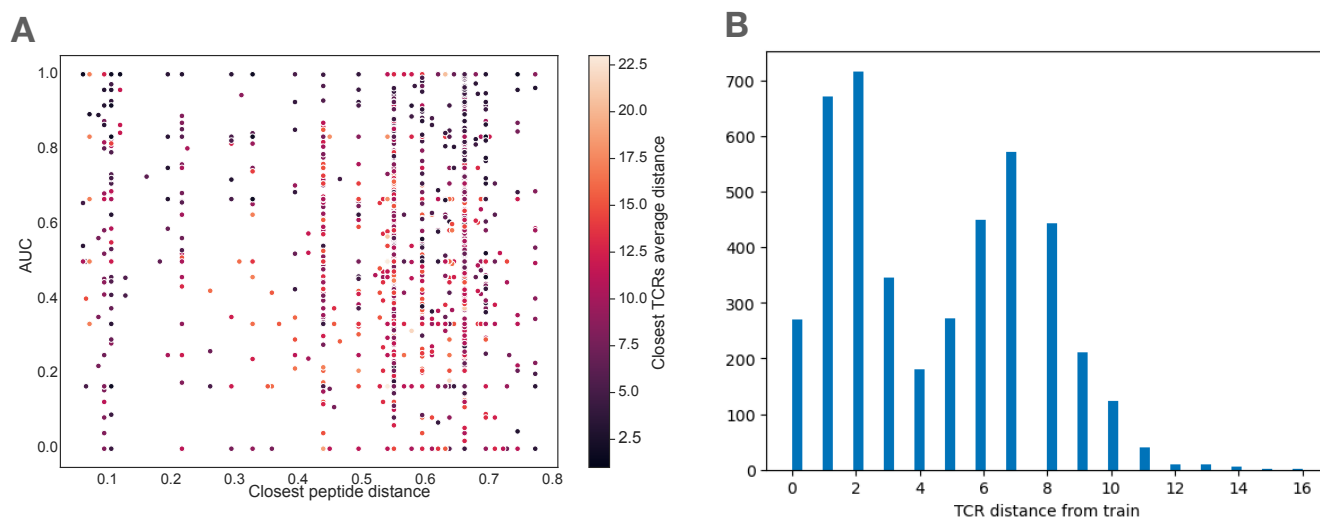 A
1.0
0.8
0.6
0.4
0.2
0.0
AUC
0.1 0.2 0.3 0.4 0.5 0.6 0.7 0.8
Closest peptide distance
22.5
20.0
17.5
15.0
12.5
10.0
7.5
5.0
2.5
Closest TCRs average distance
B
700
600
500
400
300
200
100
0
0 2 4 6 8 10 12 14 16
TCR distance from train